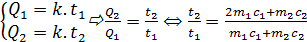 {Q₁ = k.t₁
Q₂ = k.t₂ ⇨ Q₂/Q₁ = t₂/t₁ ⇔ t₂/t₁ = (2m₁c₁+m₂c₂)/(m₁c₁+m₂c₂)